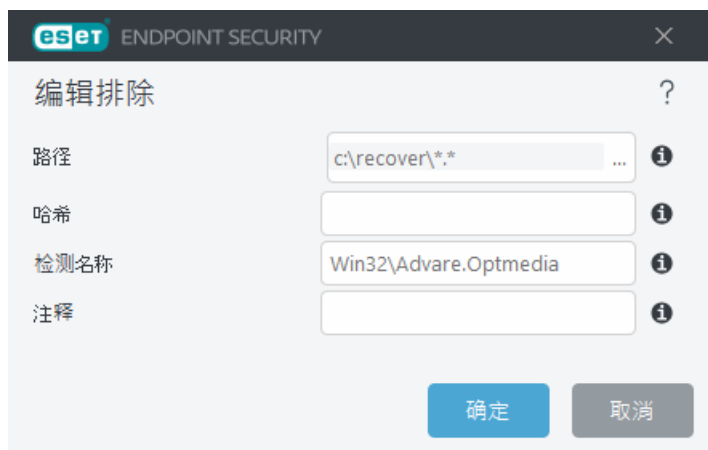 eset ENDPOINT SECURITY
编辑排除 ?
路径 c:\recover\*.* ...
哈希
检测名称 Win32\Advare.Optmedia
注释
确定 取消